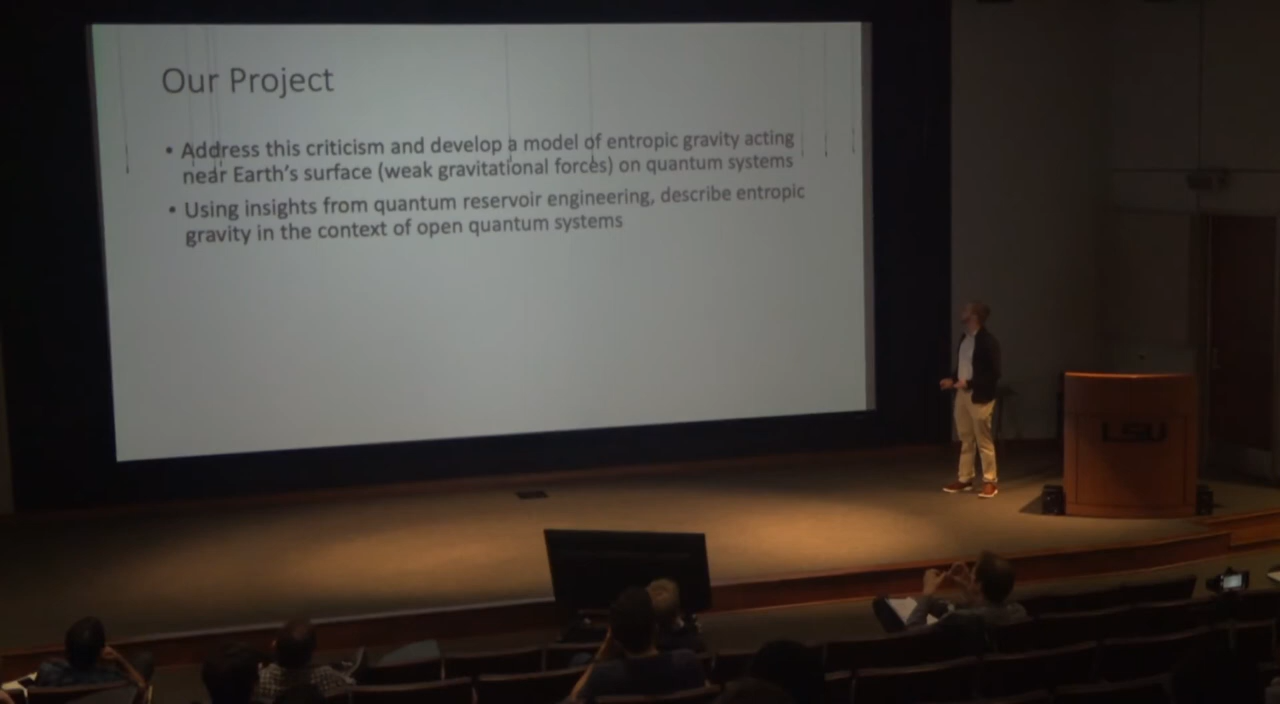 Our Project
• Address this criticism and develop a model of entropic gravity acting
near Earth's surface (weak gravitational forces) on quantum systems
• Using insights from quantum reservoir engineering, describe entropic
gravity in the context of open quantum systems
LSU